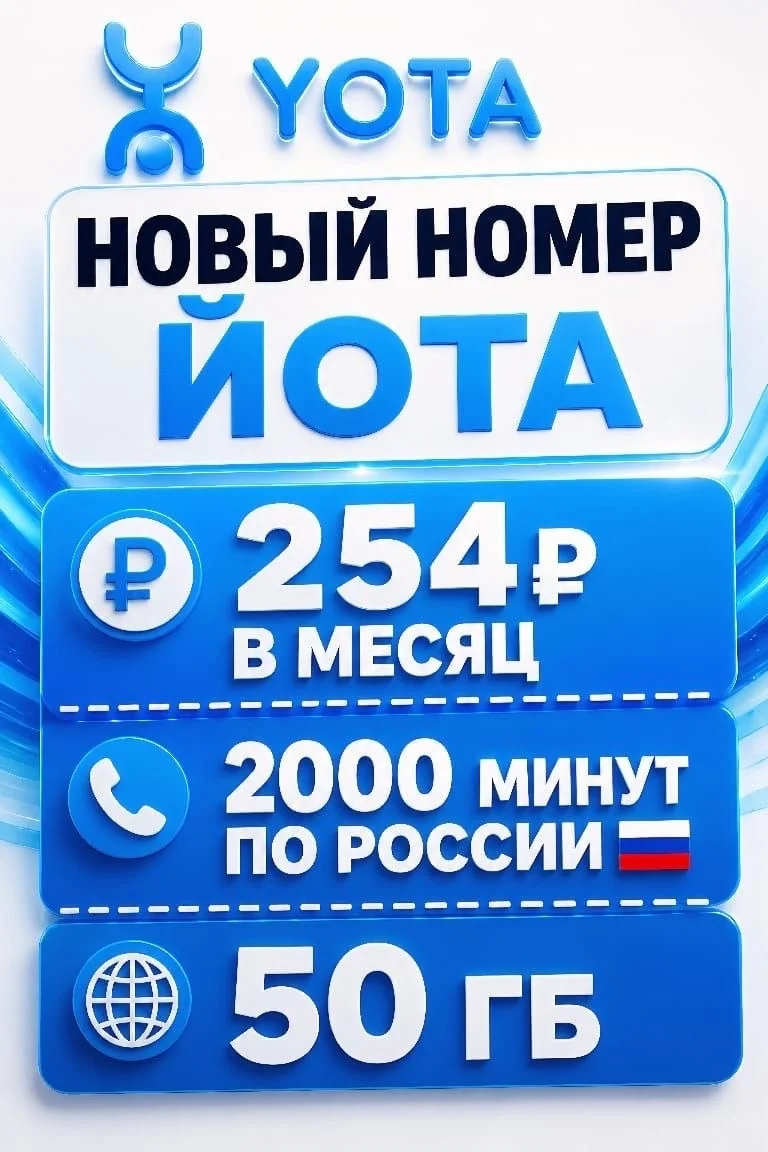 YOTA
НОВЫЙ НОМЕР
ЙОТА
₽
254 ₽
В МЕСЯЦ
2000 МИНУТ
ПО РОССИИ
50 ГБ